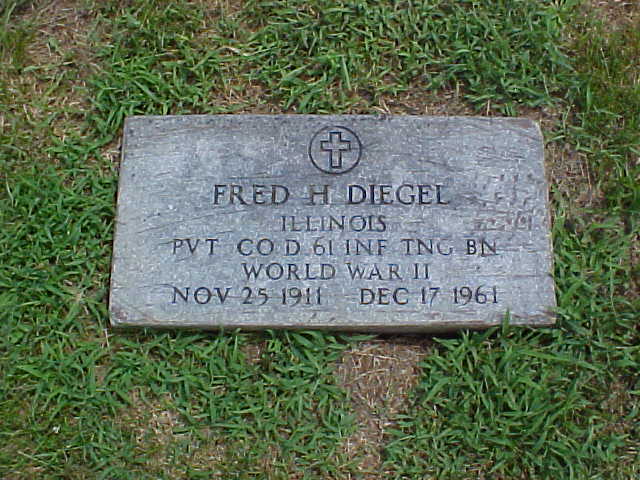 FRED H DIEGEL
ILLINOIS
PVT CO D 61 INF TNG BN
WORLD WAR II
NOV 25 1911 DEC 17 1961